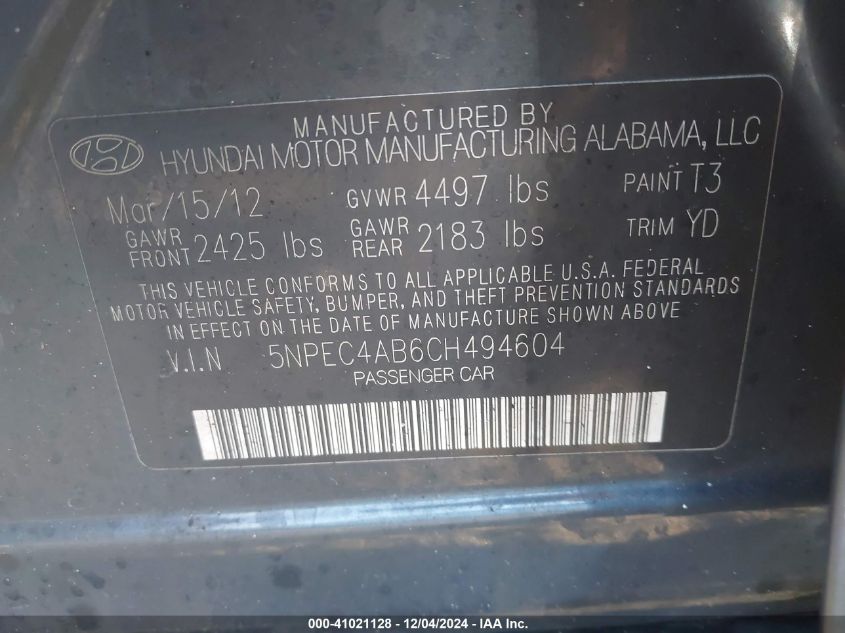 MANUFACTURED BY
HYUNDAI MOTOR MANUFACTURING ALABAMA, LLC
Mar/15/12 GVWR 4497 lbs PAINT T3
GAWR FRONT 2425 lbs GAWR REAR 2183 lbs TRIM YD
THIS VEHICLE CONFORMS TO ALL APPLICABLE U.S.A. FEDERAL
MOTOR VEHICLE SAFETY, BUMPER, AND THEFT PREVENTION STANDARDS
IN EFFECT ON THE DATE OF MANUFACTURE SHOWN ABOVE
V.I.N 5NPEC4AB6CH494604
PASSENGER CAR
000-41021128 - 12/04/2024 - IAA Inc.